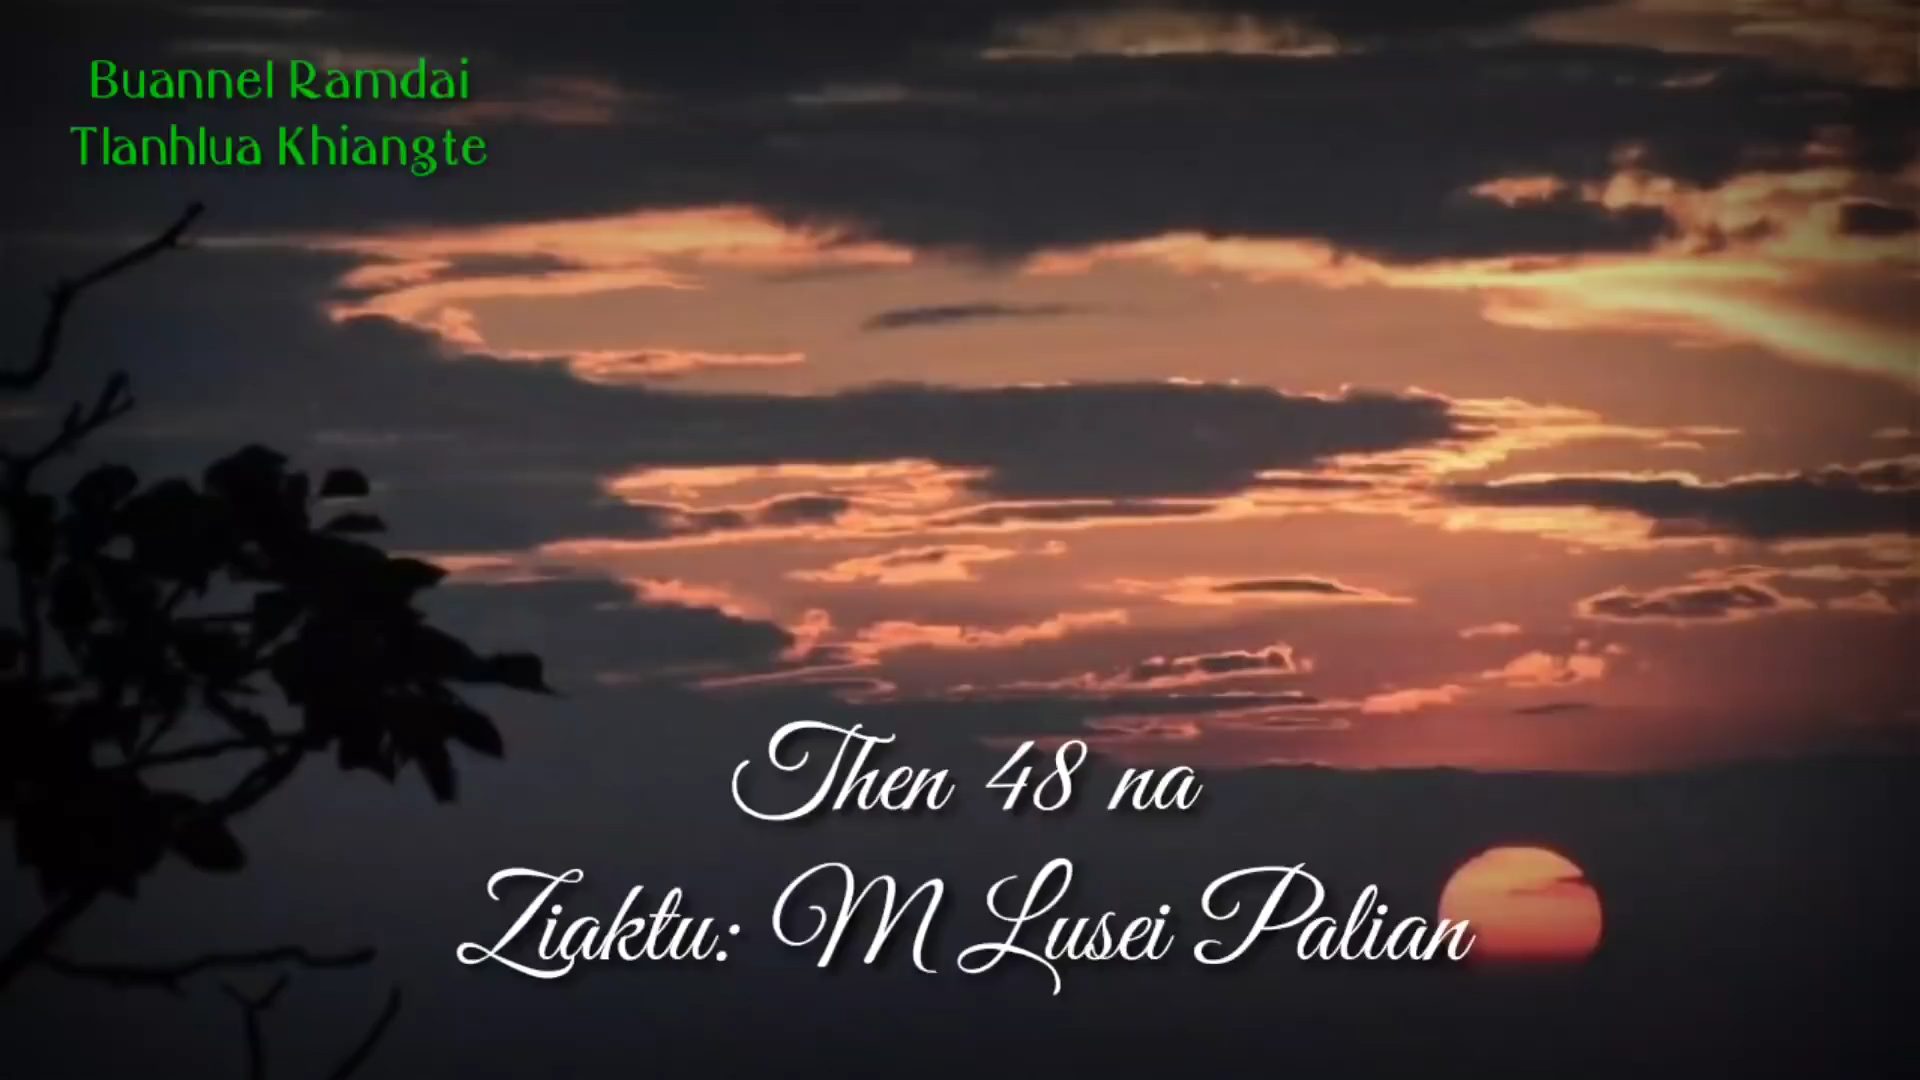 Buannel Ramdai
Tlanhlua Khiangte
Then 48 na
Ziaktu: M Lusei Palian